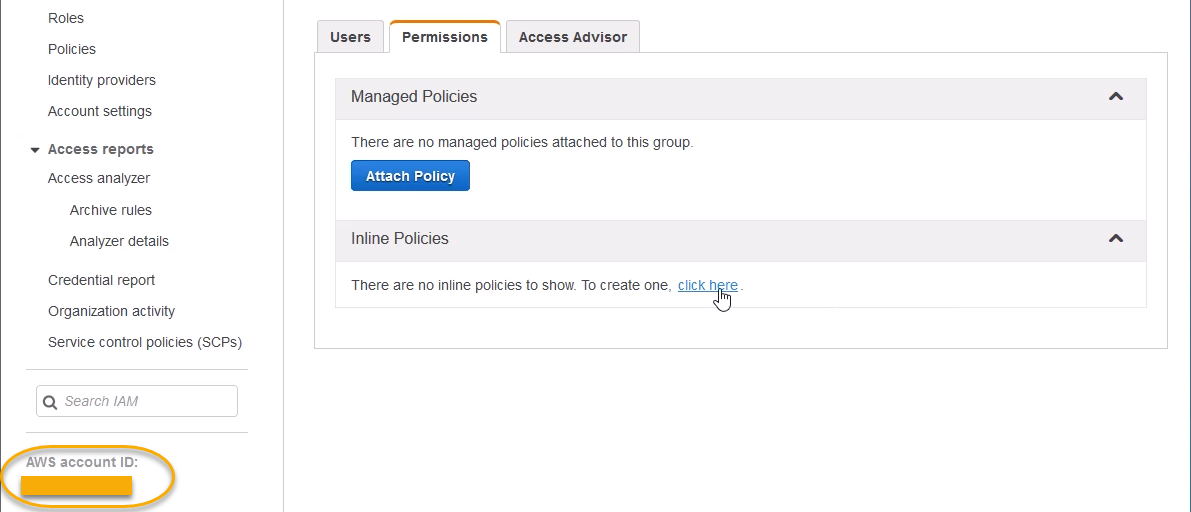 Roles
Policies
Identity providers
Account settings
Access reports
Access analyzer
Archive rules
Analyzer details
Credential report
Organization activity
Service control policies (SCPs)
Search IAM
AWS account ID:
Users
Permissions
Access Advisor
Managed Policies
There are no managed policies attached to this group.
Attach Policy
Inline Policies
There are no inline policies to show. To create one, click here.